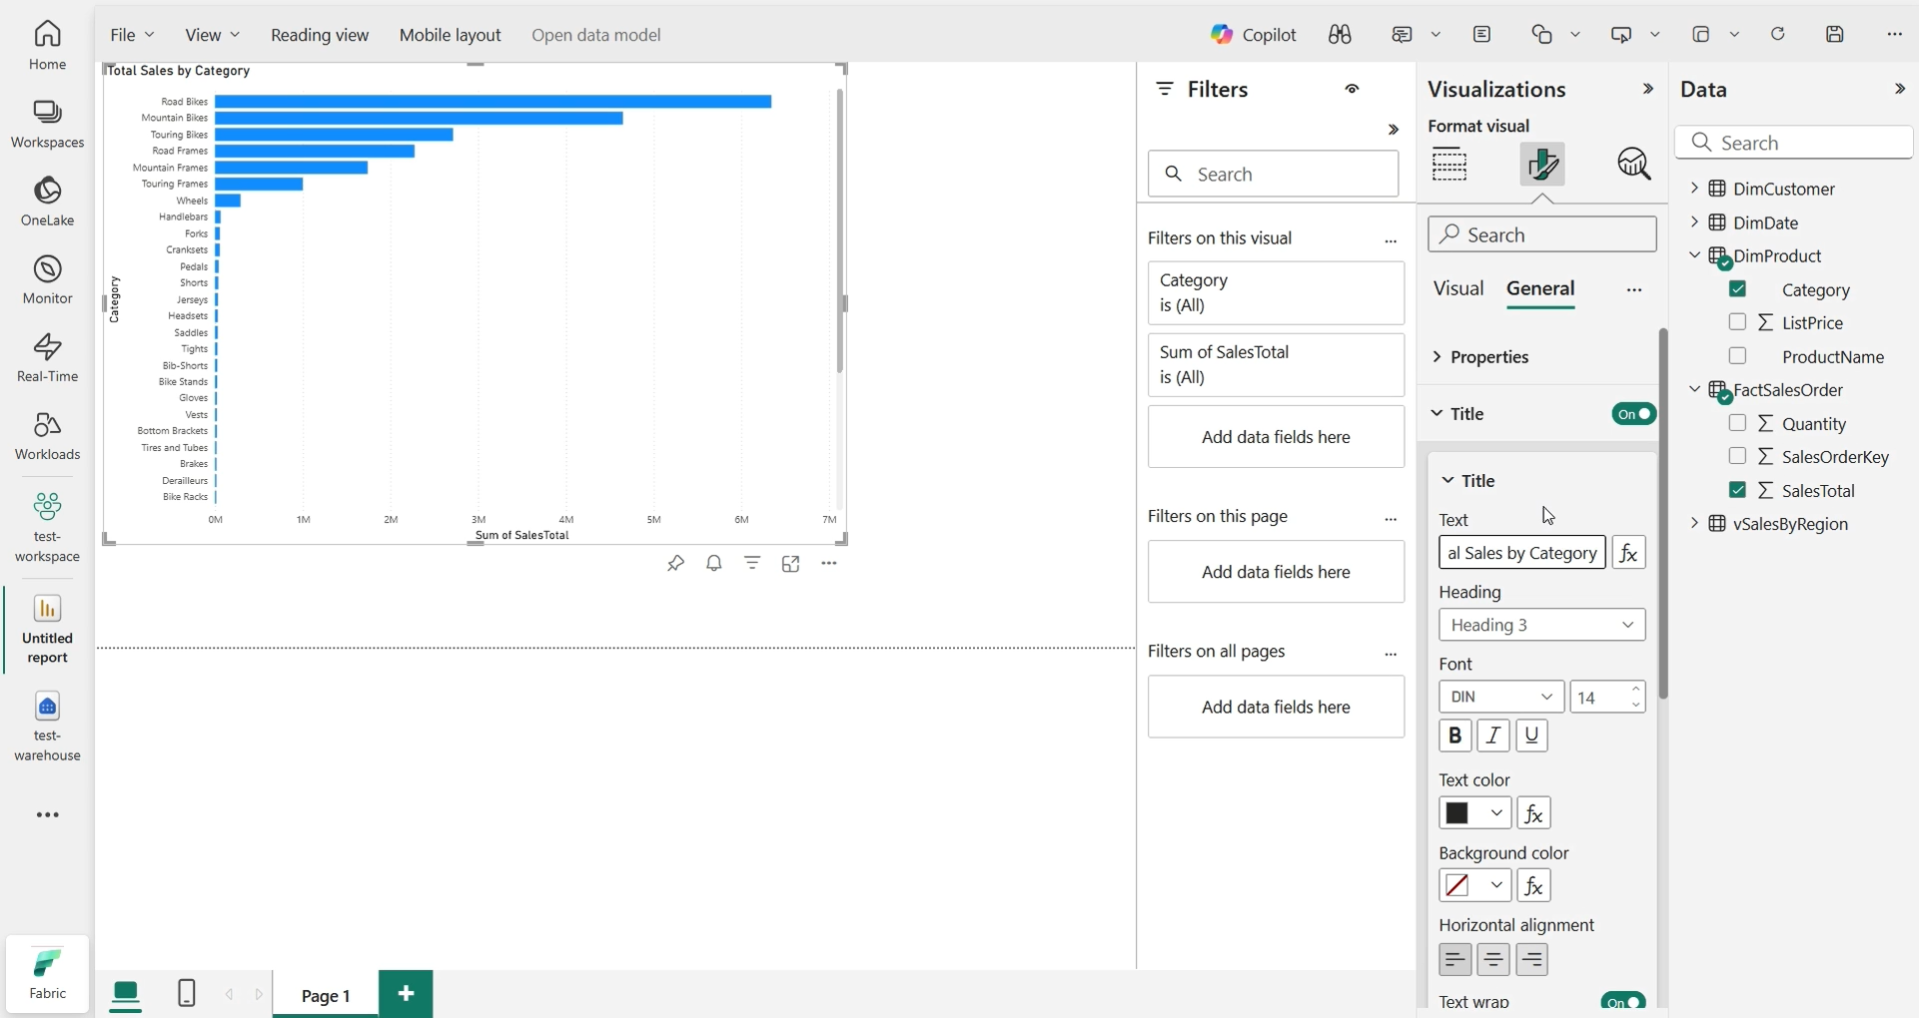 Home
Workspaces
OneLake
Monitor
Real-Time
Workloads
test-
workspace
Untitled
report
test-
warehouse
Fabric
File
View
Reading view
Mobile layout
Open data model
Copilot
Total Sales by Category
Category
Road Bikes
Mountain Bikes
Touring Bikes
Road Frames
Mountain Frames
Touring Frames
Wheels
Handlebars
Forks
Cranksets
Pedals
Shorts
Jerseys
Headsets
Saddles
Tights
Bib-Shorts
Bike Stands
Gloves
Vests
Bottom Brackets
Tires and Tubes
Brakes
Derailleurs
Bike Racks
0M 1M 2M 3M 4M 5M 6M 7M
Sum of SalesTotal
Page 1
Filters
Search
Filters on this visual
Category
is (All)
Sum of SalesTotal
is (All)
Add data fields here
Filters on this page
Add data fields here
Filters on all pages
Add data fields here
Visualizations
Format visual
Search
Visual General
Properties
Title On
Title
Text
al Sales by Category
Heading
Heading 3
Font
DIN 14
B I U
Text color
Background color
Horizontal alignment
Text wrap On
Data
Search
DimCustomer
DimDate
DimProduct
Category
ListPrice
ProductName
FactSalesOrder
Quantity
SalesOrderKey
SalesTotal
vSalesByRegion